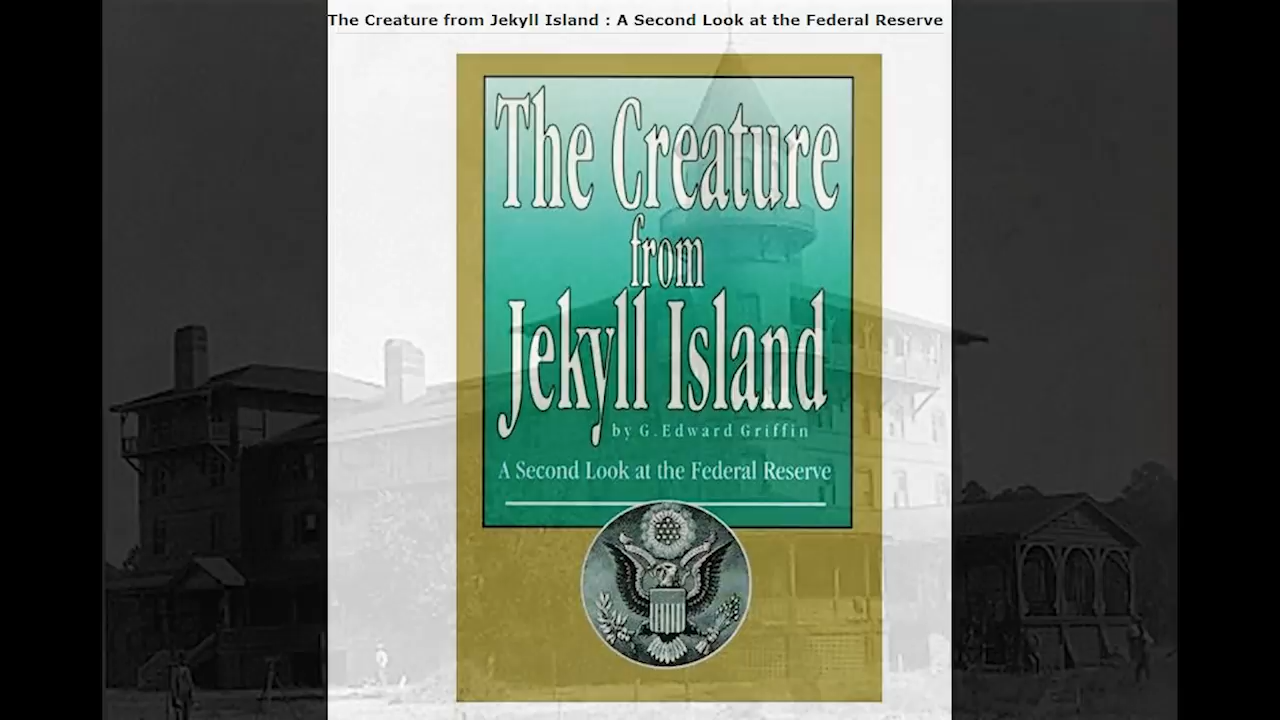 The Creature from Jekyll Island : A Second Look at the Federal Reserve
The Creature
from
Jekyll Island
by G. Edward Griffin
A Second Look at the Federal Reserve